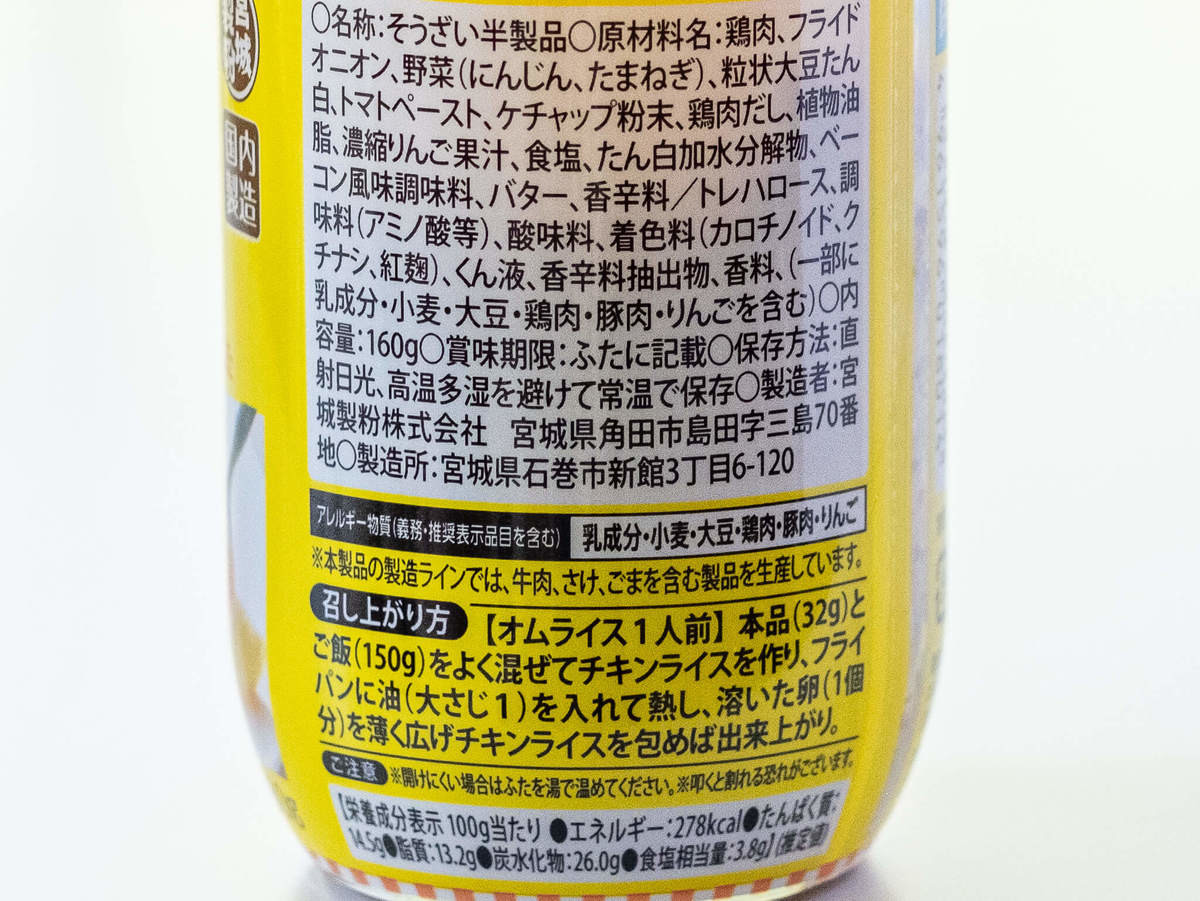 宮城
製粉
国内
製造
〇名称：そうざい半製品〇原材料名：鶏肉、フライド
オニオン、野菜（にんじん、たまねぎ）、粒状大豆たん
白、トマトペースト、ケチャップ粉末、鶏肉だし、植物油
脂、濃縮りんご果汁、食塩、たん白加水分解物、ベー
コン風味調味料、バター、香辛料／トレハロース、調
味料（アミノ酸等）、酸味料、着色料（カロチノイド、ク
チナシ、紅麹）、くん液、香辛料抽出物、香料、（一部に
乳成分・小麦・大豆・鶏肉・豚肉・りんごを含む）〇内
容量：160g〇賞味期限：ふたに記載〇保存方法：直
射日光、高温多湿を避けて常温で保存〇製造者：宮
城製粉株式会社　宮城県角田市島田字三島70番
地〇製造所：宮城県石巻市新館3丁目6-120
アレルギー物質（義務・推奨表示品目を含む） 乳成分・小麦・大豆・鶏肉・豚肉・りんご
※本製品の製造ラインでは、牛肉、さけ、ごまを含む製品を生産しています。
召し上がり方 【オムライス１人前】 本品（32g）と
ご飯（150g）をよく混ぜてチキンライスを作り、フライ
パンに油（大さじ１）を入れて熱し、溶いた卵（1個
分）を薄く広げチキンライスを包めば出来上がり。
ご注意 ※開けにくい場合はふたを湯で温めてください。※叩くと割れる恐れがございます。
【栄養成分表示 100g当たり ●エネルギー：278kcal●たんぱく質：
14.5g●脂質：13.2g●炭水化物：26.0g●食塩相当量：3.8g】（推定値）